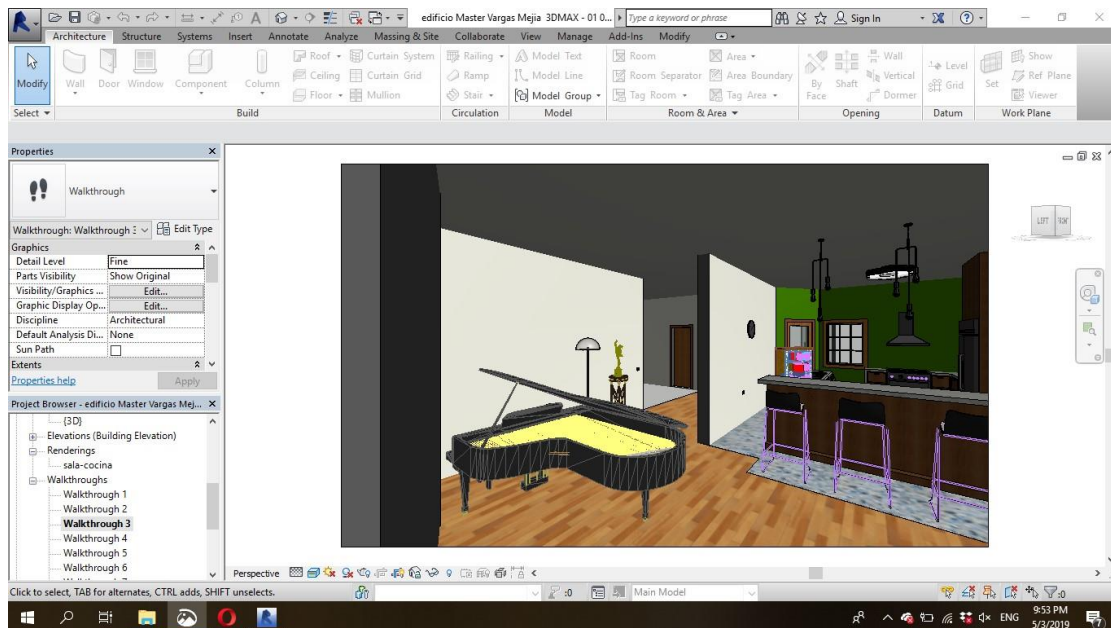 edificio Master Vargas Mejia 3DMAX - 01 0...
Type a keyword or phrase
Sign In
Architecture Structure Systems Insert Annotate Analyze Massing & Site Collaborate View Manage Add-Ins Modify
Modify Wall Door Window Component Column
Roof Curtain System
Ceiling Curtain Grid
Floor Mullion
Railing
Ramp
Stair
Model Text
Model Line
Model Group
Room Area
Room Separator Area Boundary
Tag Room Tag Area
By Face
Shaft
Wall
Vertical
Dormer
Level
Grid
Set
Show
Ref Plane
Viewer
Select Build Circulation Model Room & Area Opening Datum Work Plane
Properties
Walkthrough
Walkthrough: Walkthrough 3 Edit Type
Graphics
Detail Level Fine
Parts Visibility Show Original
Visibility/Graphics ... Edit...
Graphic Display Op... Edit...
Discipline Architectural
Default Analysis Di... None
Sun Path
Extents
Properties help Apply
Project Browser - edificio Master Vargas Mej...
{3D}
Elevations (Building Elevation)
Renderings
sala-cocina
Walkthroughs
Walkthrough 1
Walkthrough 2
Walkthrough 3
Walkthrough 4
Walkthrough 5
Walkthrough 6
LEFT
Perspective
Click to select, TAB for alternates, CTRL adds, SHIFT unselects.
:0
Main Model
:0
ENG
9:53 PM
5/3/2019